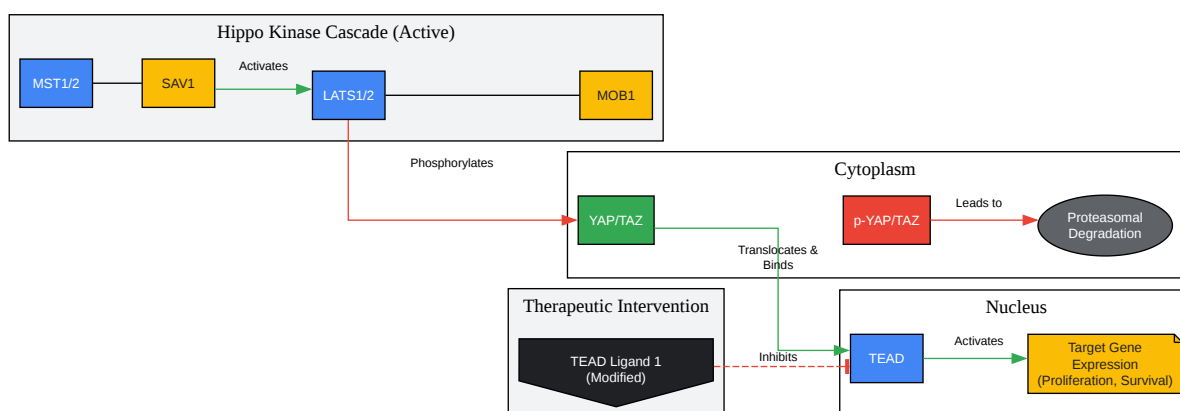 Hippo Kinase Cascade (Active)
MST1/2
SAV1
Activates
LATS1/2
MOB1
Phosphorylates
Cytoplasm
YAP/TAZ
p-YAP/TAZ
Leads to
Proteasomal
Degradation
Translocates &
Binds
Therapeutic Intervention
TEAD Ligand 1
(Modified)
Inhibits
Nucleus
TEAD
Activates
Target Gene
Expression
(Proliferation, Survival)